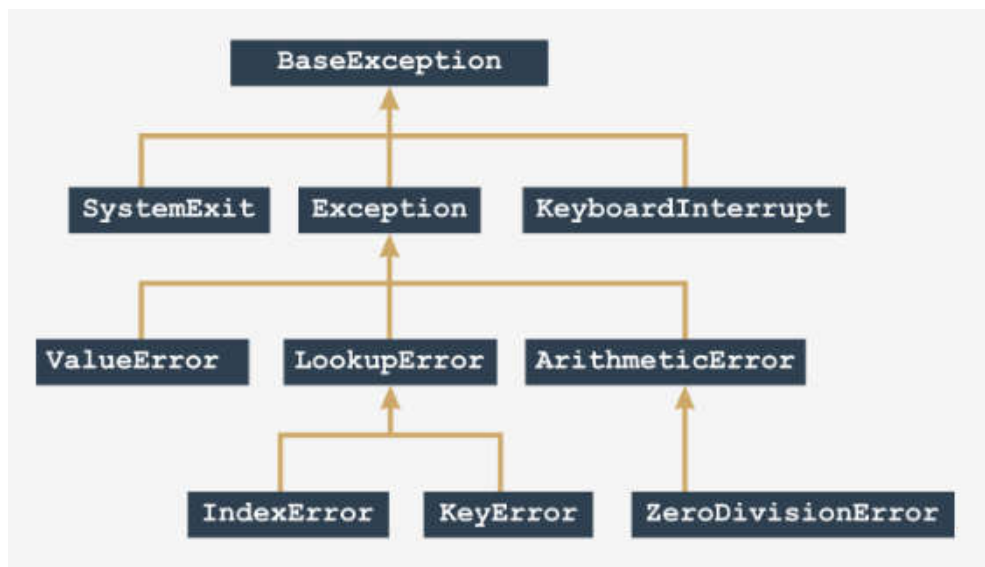 BaseException
SystemExit
Exception
KeyboardInterrupt
ValueError
LookupError
ArithmeticError
IndexError
KeyError
ZeroDivisionError